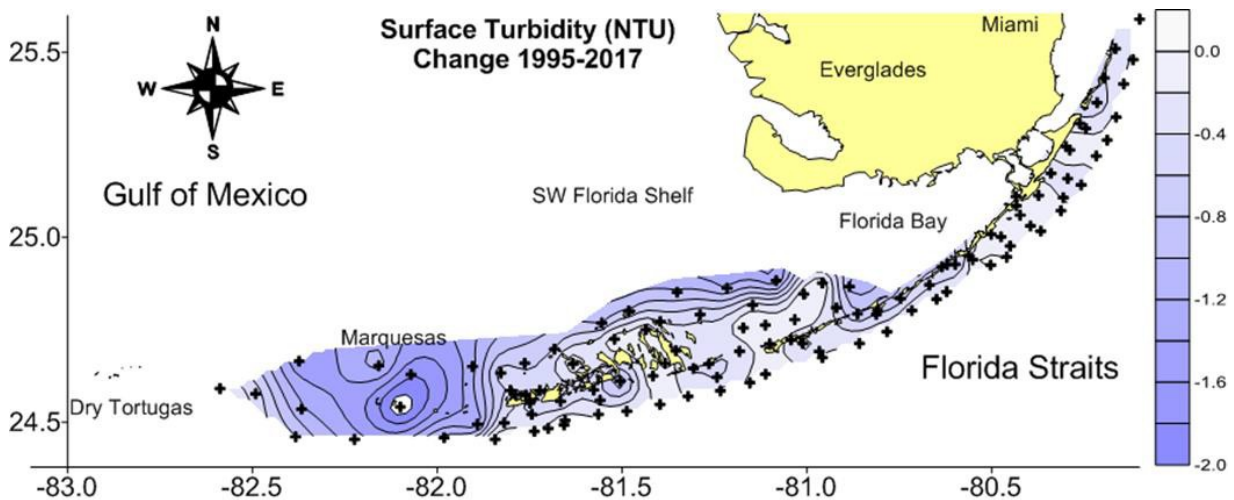 Surface Turbidity (NTU)
Change 1995-2017
N
W
E
S
Miami
Everglades
Gulf of Mexico
SW Florida Shelf
Florida Bay
Marquesas
Dry Tortugas
Florida Straits
25.5
25.0
24.5
-83.0
-82.5
-82.0
-81.5
-81.0
-80.5
0.0
-0.4
-0.8
-1.2
-1.6
-2.0